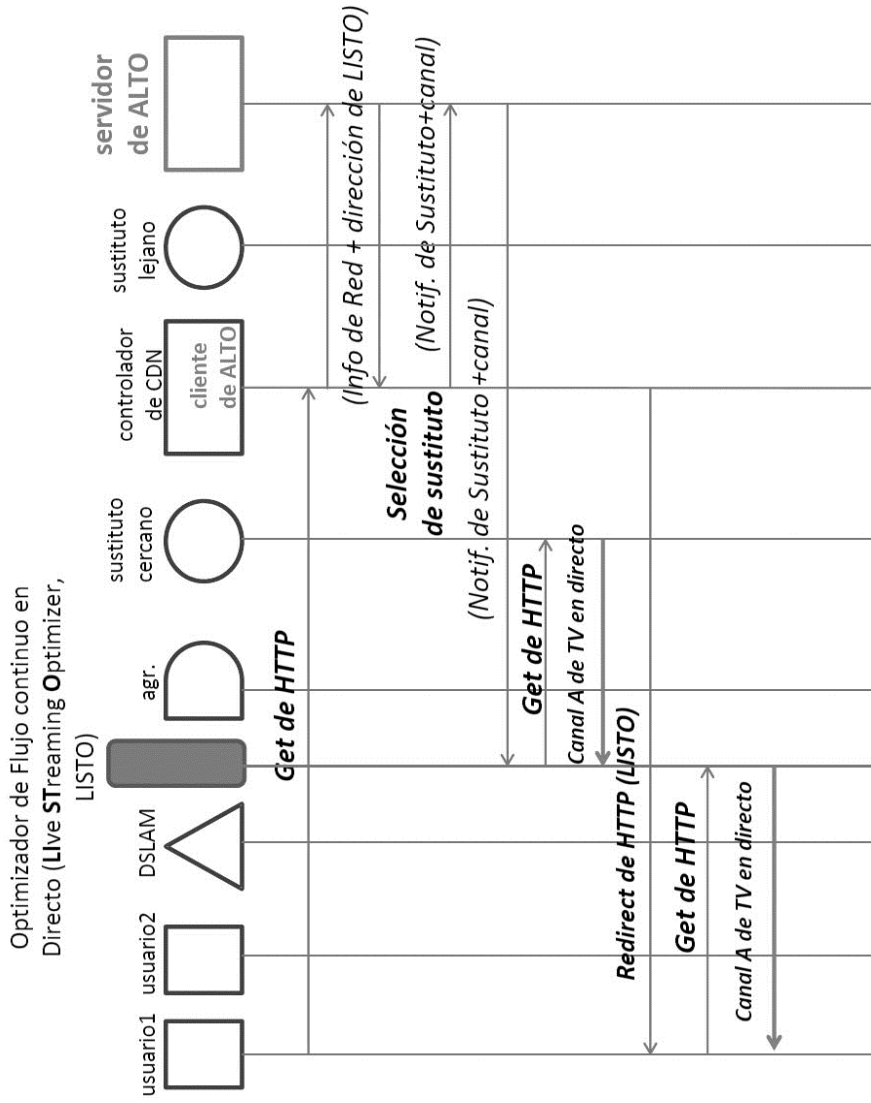 Optimizador de Flujo continuo en
Directo (LIve STreaming Optimizer,
LISTO)
usuario1
usuario2
DSLAM
agr.
sustituto
cercano
controlador
de CDN
cliente
de ALTO
sustituto
lejano
servidor
de ALTO
Get de HTTP
(Info de Red + dirección de LISTO)
Selección
de sustituto
(Notif. de Sustituto+canal)
(Notif. de Sustituto +canal)
Get de HTTP
Canal A de TV en directo
Redirect de HTTP (LISTO)
Get de HTTP
Canal A de TV en directo